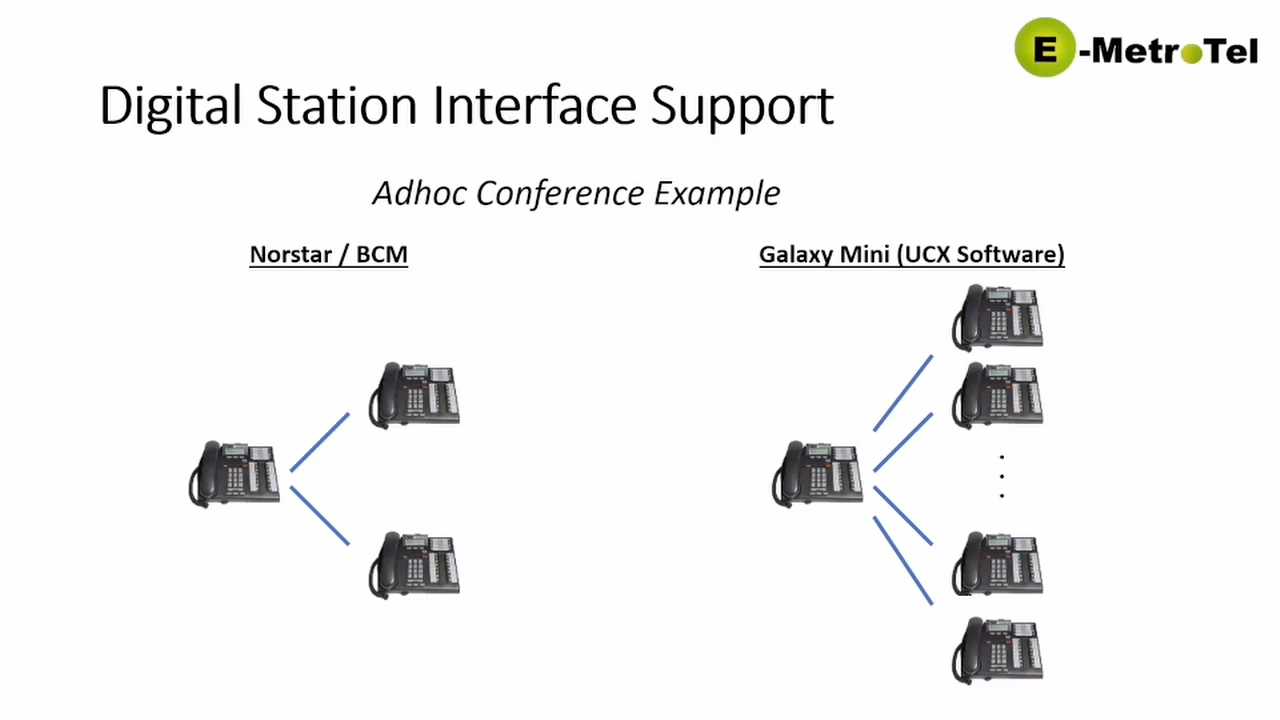 E-MetroTel
Digital Station Interface Support
Adhoc Conference Example
Norstar / BCM
Galaxy Mini (UCX Software)